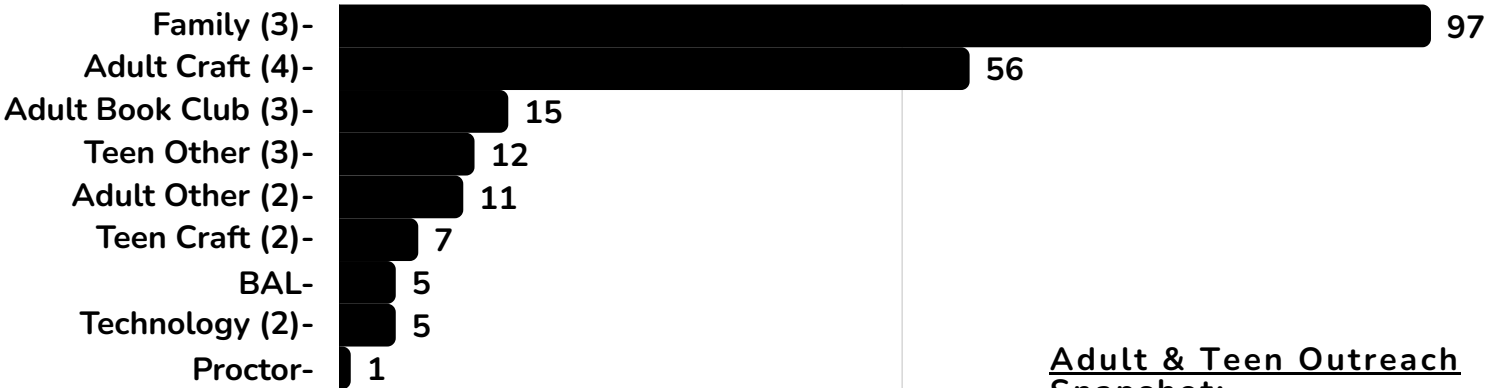 Family (3)- 97
Adult Craft (4)- 56
Adult Book Club (3)- 15
Teen Other (3)- 12
Adult Other (2)- 11
Teen Craft (2)- 7
BAL- 5
Technology (2)- 5
Proctor- 1
Adult & Teen Outreach
Snapshot: